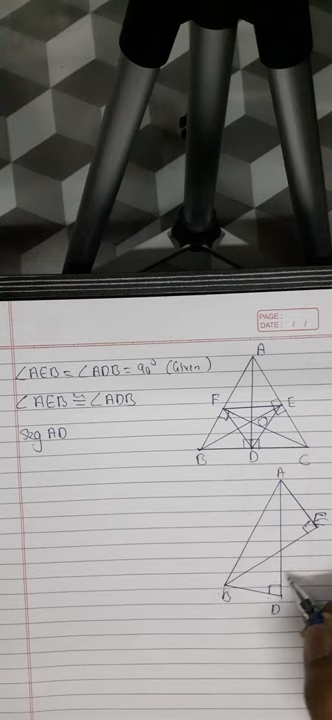 PAGE:
DATE: / /
∠AEB = ∠ADB = 90° (Given)
∠AEB ≅ ∠ADB
Seg AD
A
F
E
O
B
D
C
A
E
B
D